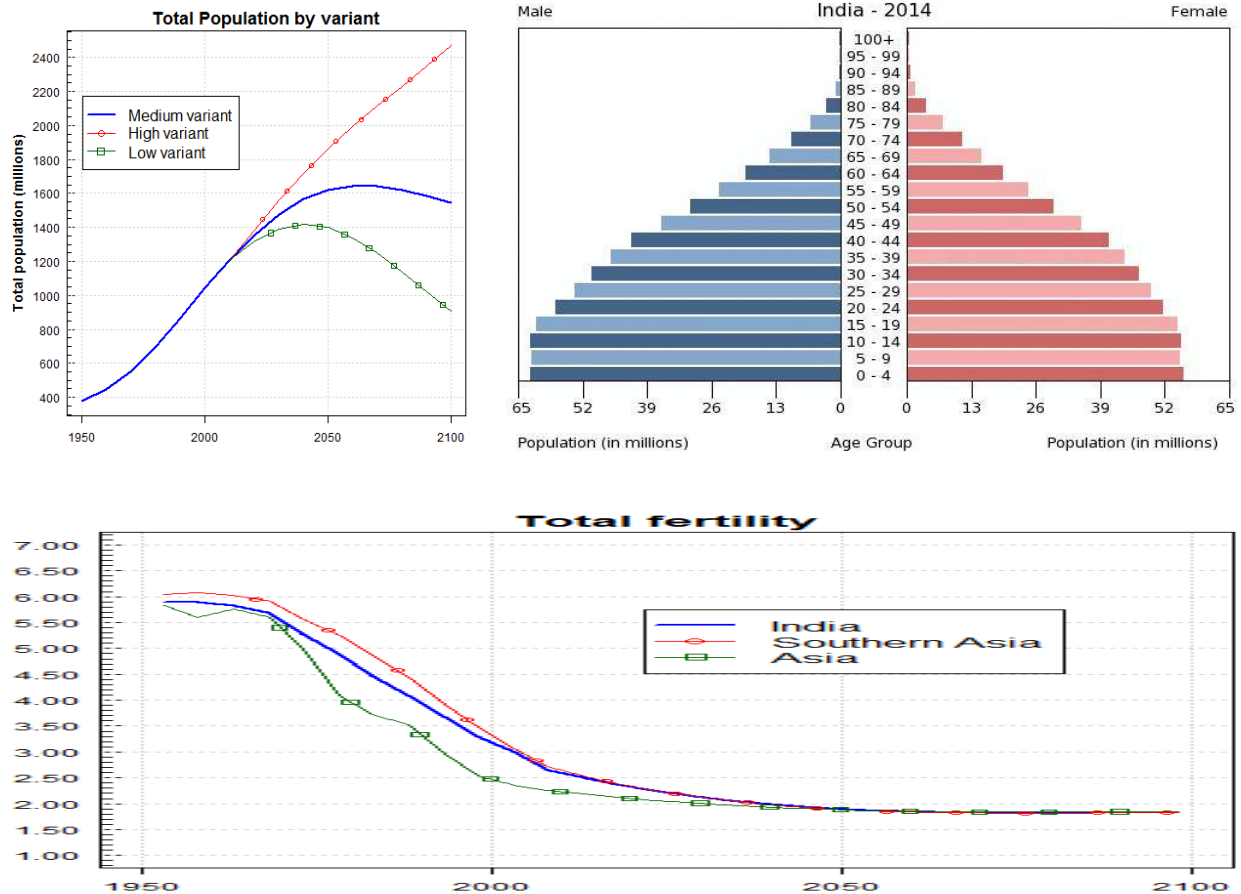 Total Population by variant
Total population (millions)
2400
2200
2000
1800
1600
1400
1200
1000
800
600
400
Medium variant
High variant
Low variant
1950 2000 2050 2100
Male India - 2014 Female
100+
95 - 99
90 - 94
85 - 89
80 - 84
75 - 79
70 - 74
65 - 69
60 - 64
55 - 59
50 - 54
45 - 49
40 - 44
35 - 39
30 - 34
25 - 29
20 - 24
15 - 19
10 - 14
5 - 9
0 - 4
65 52 39 26 13 0 0 13 26 39 52 65
Population (in millions) Age Group Population (in millions)
Total fertility
7.00
6.50
6.00
5.50
5.00
4.50
4.00
3.50
3.00
2.50
2.00
1.50
1.00
India
Southern Asia
Asia
1950 2000 2050 2100